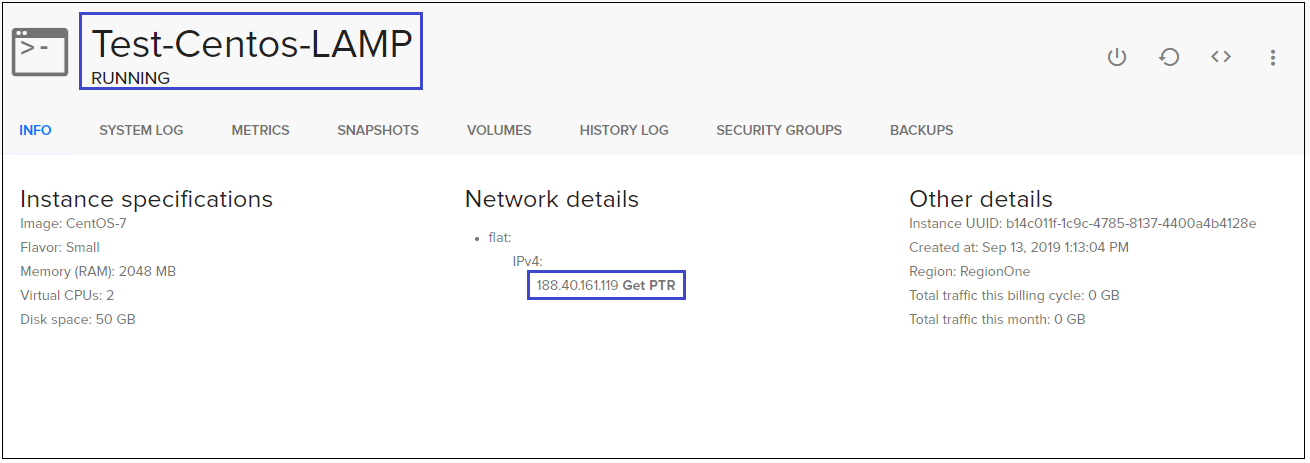 Test-Centos-LAMP
RUNNING
INFO SYSTEM LOG METRICS SNAPSHOTS VOLUMES HISTORY LOG SECURITY GROUPS BACKUPS
Instance specifications
Image: CentOS-7
Flavor: Small
Memory (RAM): 2048 MB
Virtual CPUs: 2
Disk space: 50 GB
Network details
flat:
IPv4:
188.40.161.119 Get PTR
Other details
Instance UUID: b14c011f-1c9c-4785-8137-4400a4b4128e
Created at: Sep 13, 2019 1:13:04 PM
Region: RegionOne
Total traffic this billing cycle: 0 GB
Total traffic this month: 0 GB